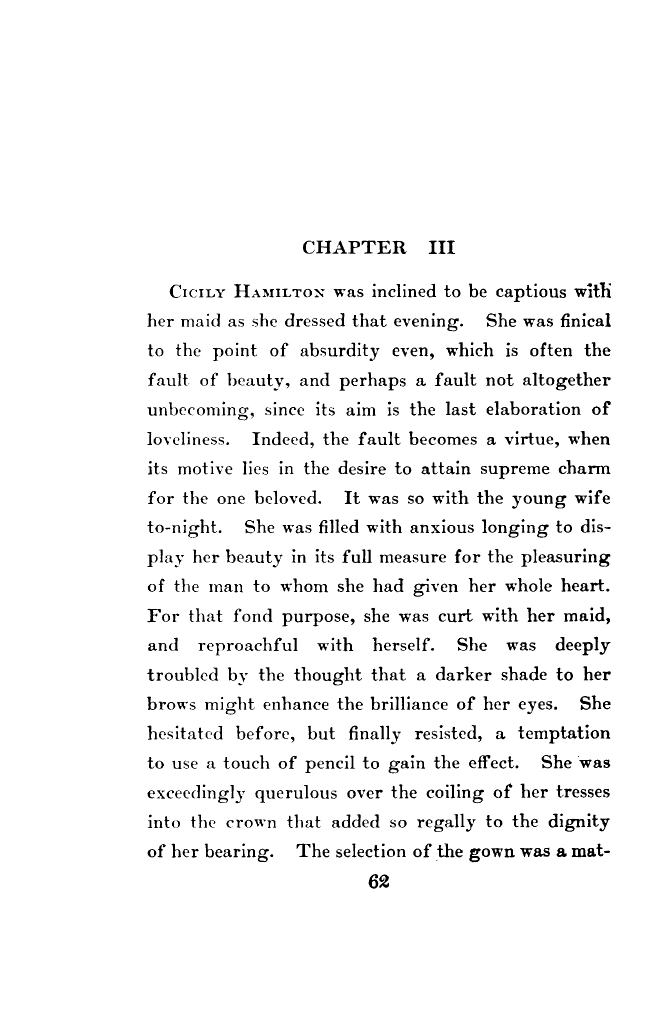 CHAPTER III
CICILY HAMILTON was inclined to be captious with
her maid as she dressed that evening. She was finical
to the point of absurdity even, which is often the
fault of beauty, and perhaps a fault not altogether
unbecoming, since its aim is the last elaboration of
loveliness. Indeed, the fault becomes a virtue, when
its motive lies in the desire to attain supreme charm
for the one beloved. It was so with the young wife
to-night. She was filled with anxious longing to dis-
play her beauty in its full measure for the pleasuring
of the man to whom she had given her whole heart.
For that fond purpose, she was curt with her maid,
and reproachful with herself. She was deeply
troubled by the thought that a darker shade to her
brows might enhance the brilliance of her eyes. She
hesitated before, but finally resisted, a temptation
to use a touch of pencil to gain the effect. She was
exceedingly querulous over the coiling of her tresses
into the crown that added so regally to the dignity
of her bearing. The selection of the gown was a mat-
62